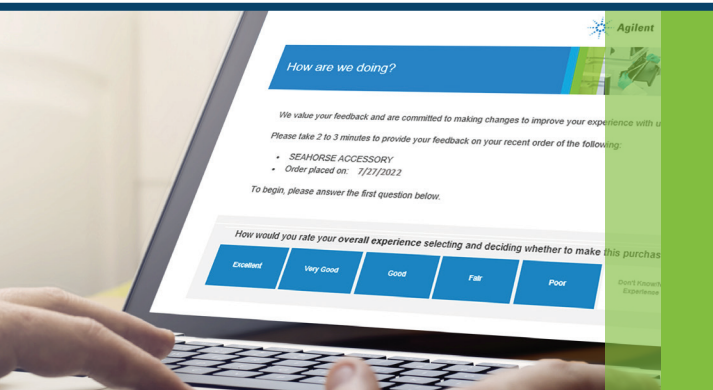 Agilent
How are we doing?
We value your feedback and are committed to making changes to improve your experience with u
Please take 2 to 3 minutes to provide your feedback on your recent order of the following:
• SEAHORSE ACCESSORY
• Order placed on: 7/27/2022
To begin, please answer the first question below.
How would you rate your overall experience selecting and deciding whether to make this purchas
Excellent
Very Good
Good
Fair
Poor
Don't Know/N
Experience